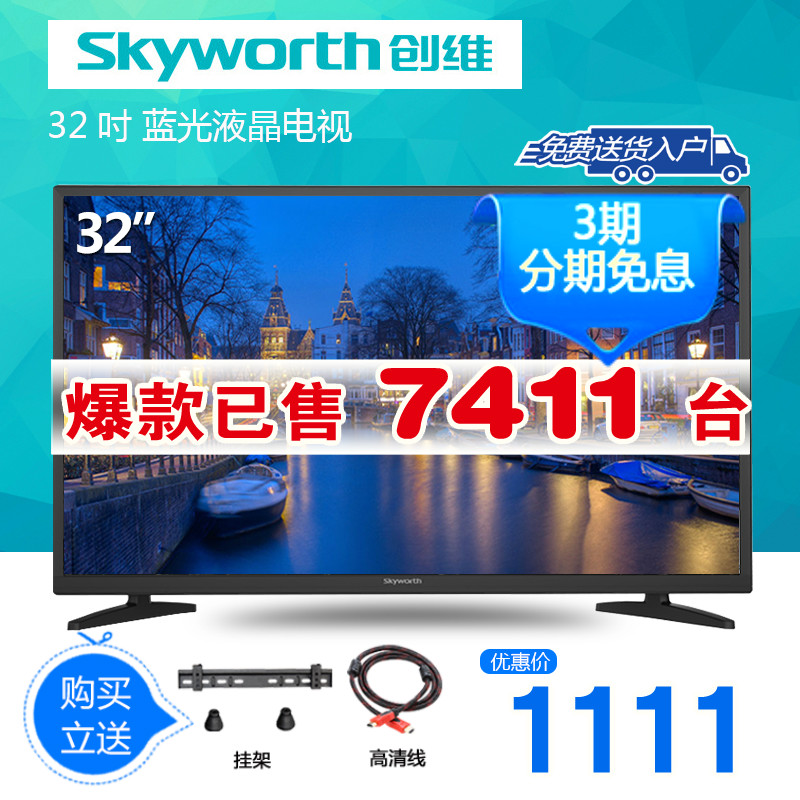 Skyworth创维
32吋 蓝光液晶电视
免费送货入户
32”
3期
分期免息
爆款已售 7411 台
Skyworth
购买
立送
挂架
高清线
优惠价
1111